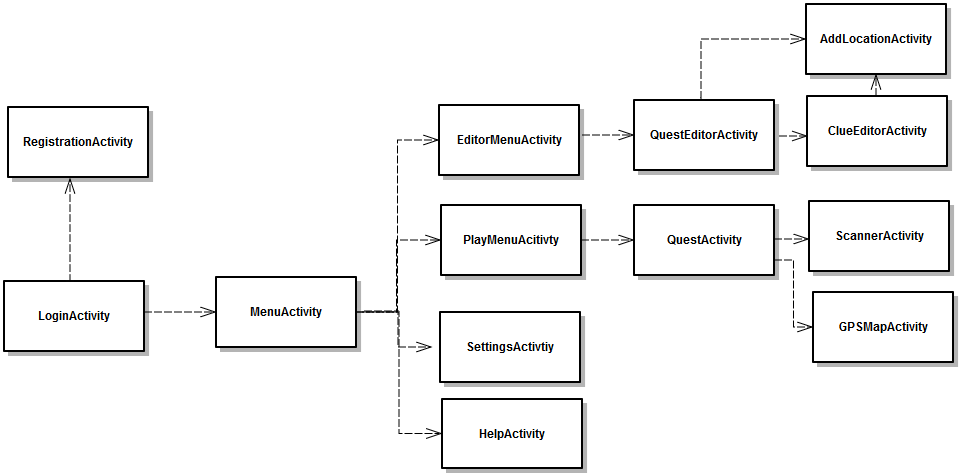 AddLocationActivity
RegistrationActivity
EditorMenuActivity
QuestEditorActivity
ClueEditorActivity
PlayMenuAcitivty
QuestActivity
ScannerActivity
LoginActivity
MenuActivity
GPSMapActivity
SettingsActivtiy
HelpActivity